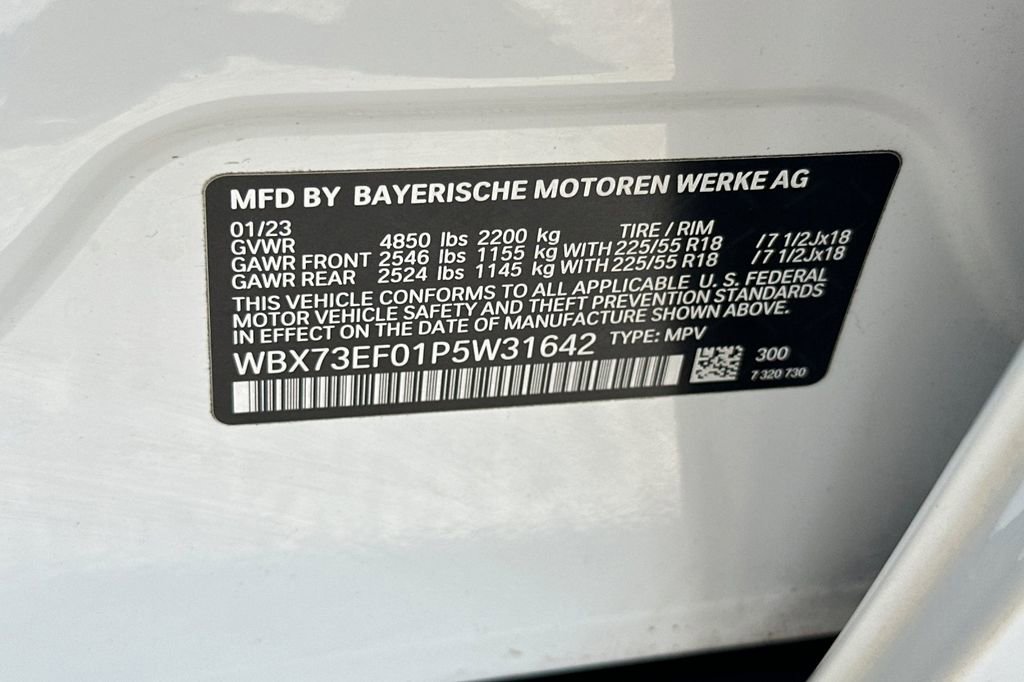 MFD BY BAYERISCHE MOTOREN WERKE AG
01/23 TIRE / RIM
GVWR 4850 lbs 2200 kg
GAWR FRONT 2546 lbs 1155 kg WITH 225/55 R18 /7 1/2Jx18
GAWR REAR 2524 lbs 1145 kg WITH 225/55 R18 /7 1/2Jx18
THIS VEHICLE CONFORMS TO ALL APPLICABLE U. S. FEDERAL
MOTOR VEHICLE SAFETY AND THEFT PREVENTION STANDARDS
IN EFFECT ON THE DATE OF MANUFACTURE SHOWN ABOVE.
WBX73EF01P5W31642 TYPE: MPV
300
7 320 730